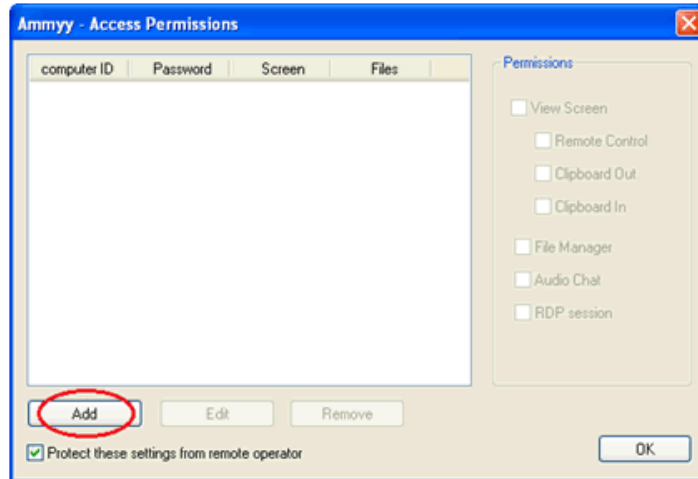 Ammyy - Access Permissions
computer ID Password Screen Files
Permissions
View Screen
Remote Control
Clipboard Out
Clipboard In
File Manager
Audio Chat
RDP session
Add Edit Remove
Protect these settings from remote operator
OK